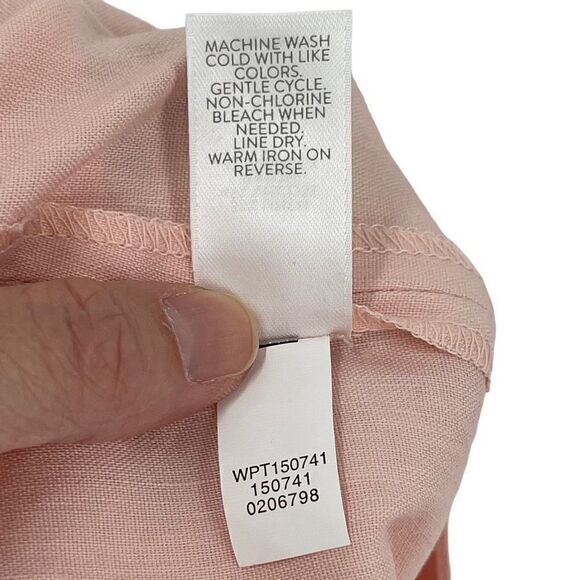 MACHINE WASH
COLD WITH LIKE
COLORS.
GENTLE CYCLE.
NON-CHLORINE
BLEACH WHEN
NEEDED.
LINE DRY.
WARM IRON ON
REVERSE.
WPT150741
150741
0206798